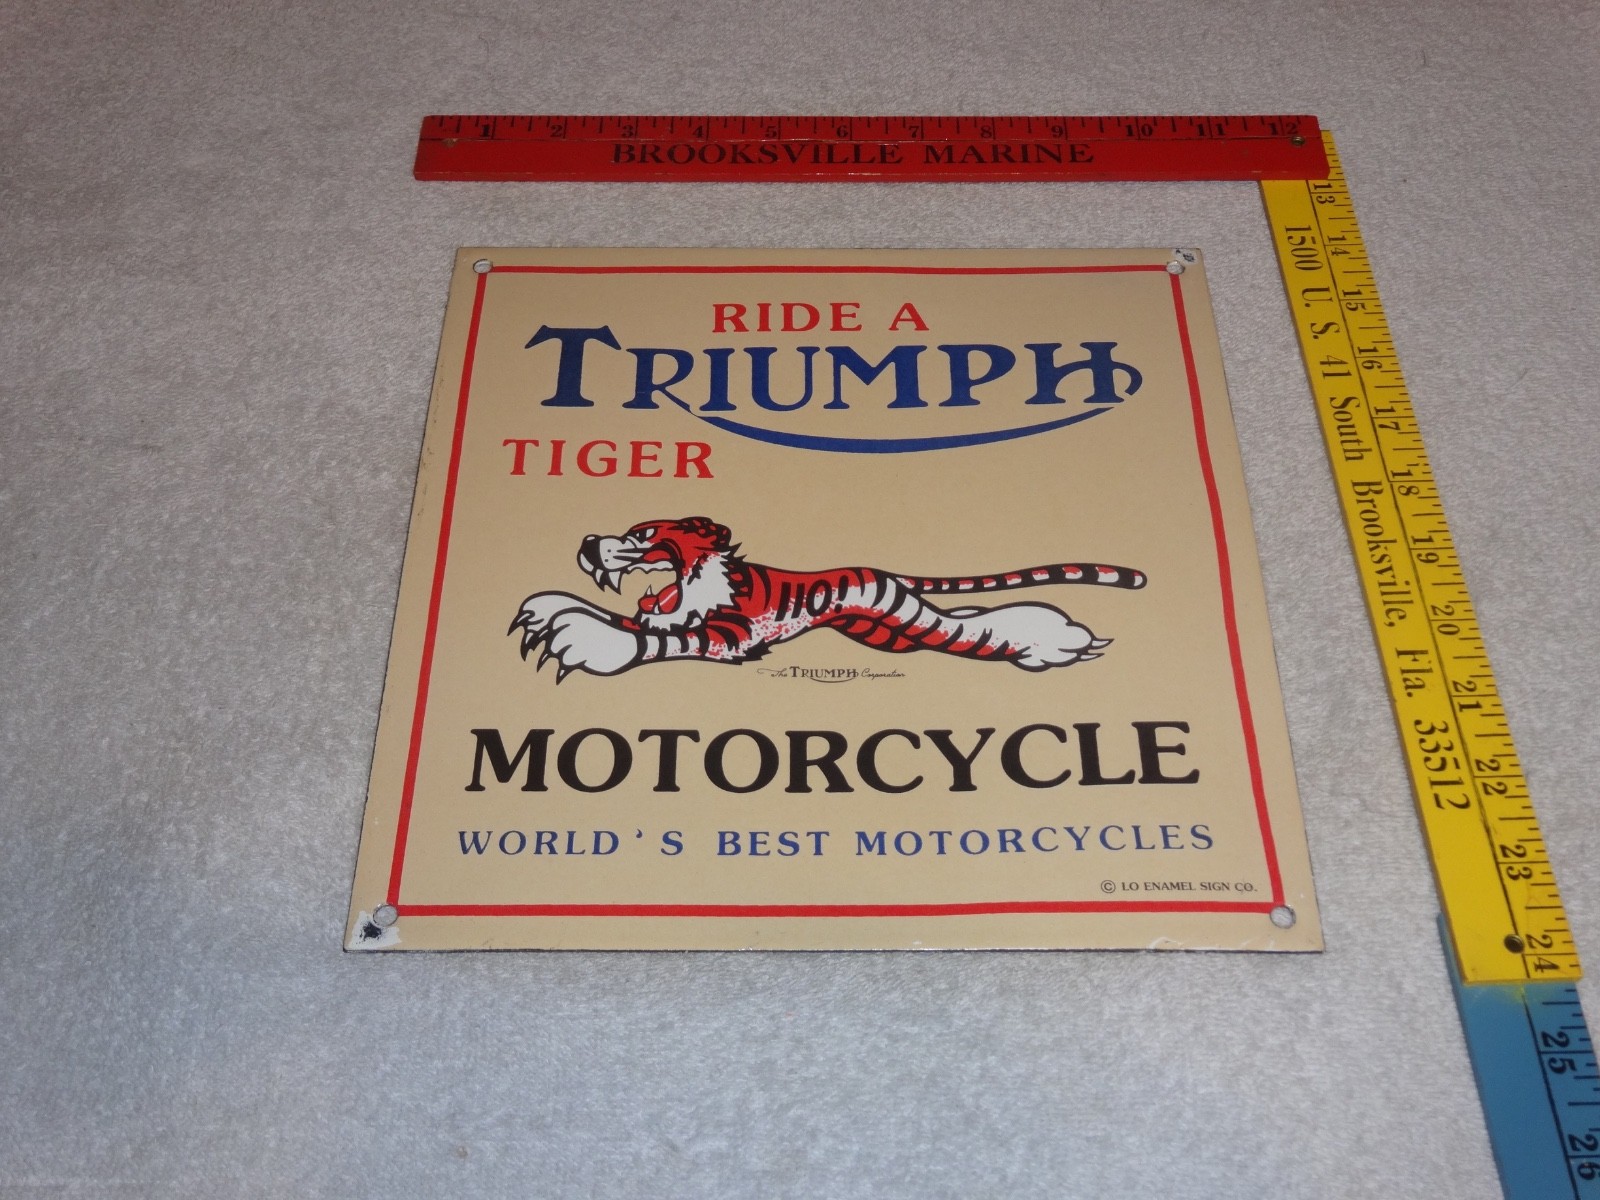 1 2 3 4 5 6 7 8 9 10 11 12
BROOKSVILLE MARINE
13 14 15 16 17 18 19 20 21 22 23 24
1500 U. S. 41 South Brooksville, Fla. 33512
25 26
RIDE A
TRIUMPH
TIGER
110!
The TRIUMPH Corporation
MOTORCYCLE
WORLD'S BEST MOTORCYCLES
© LO ENAMEL SIGN CO.